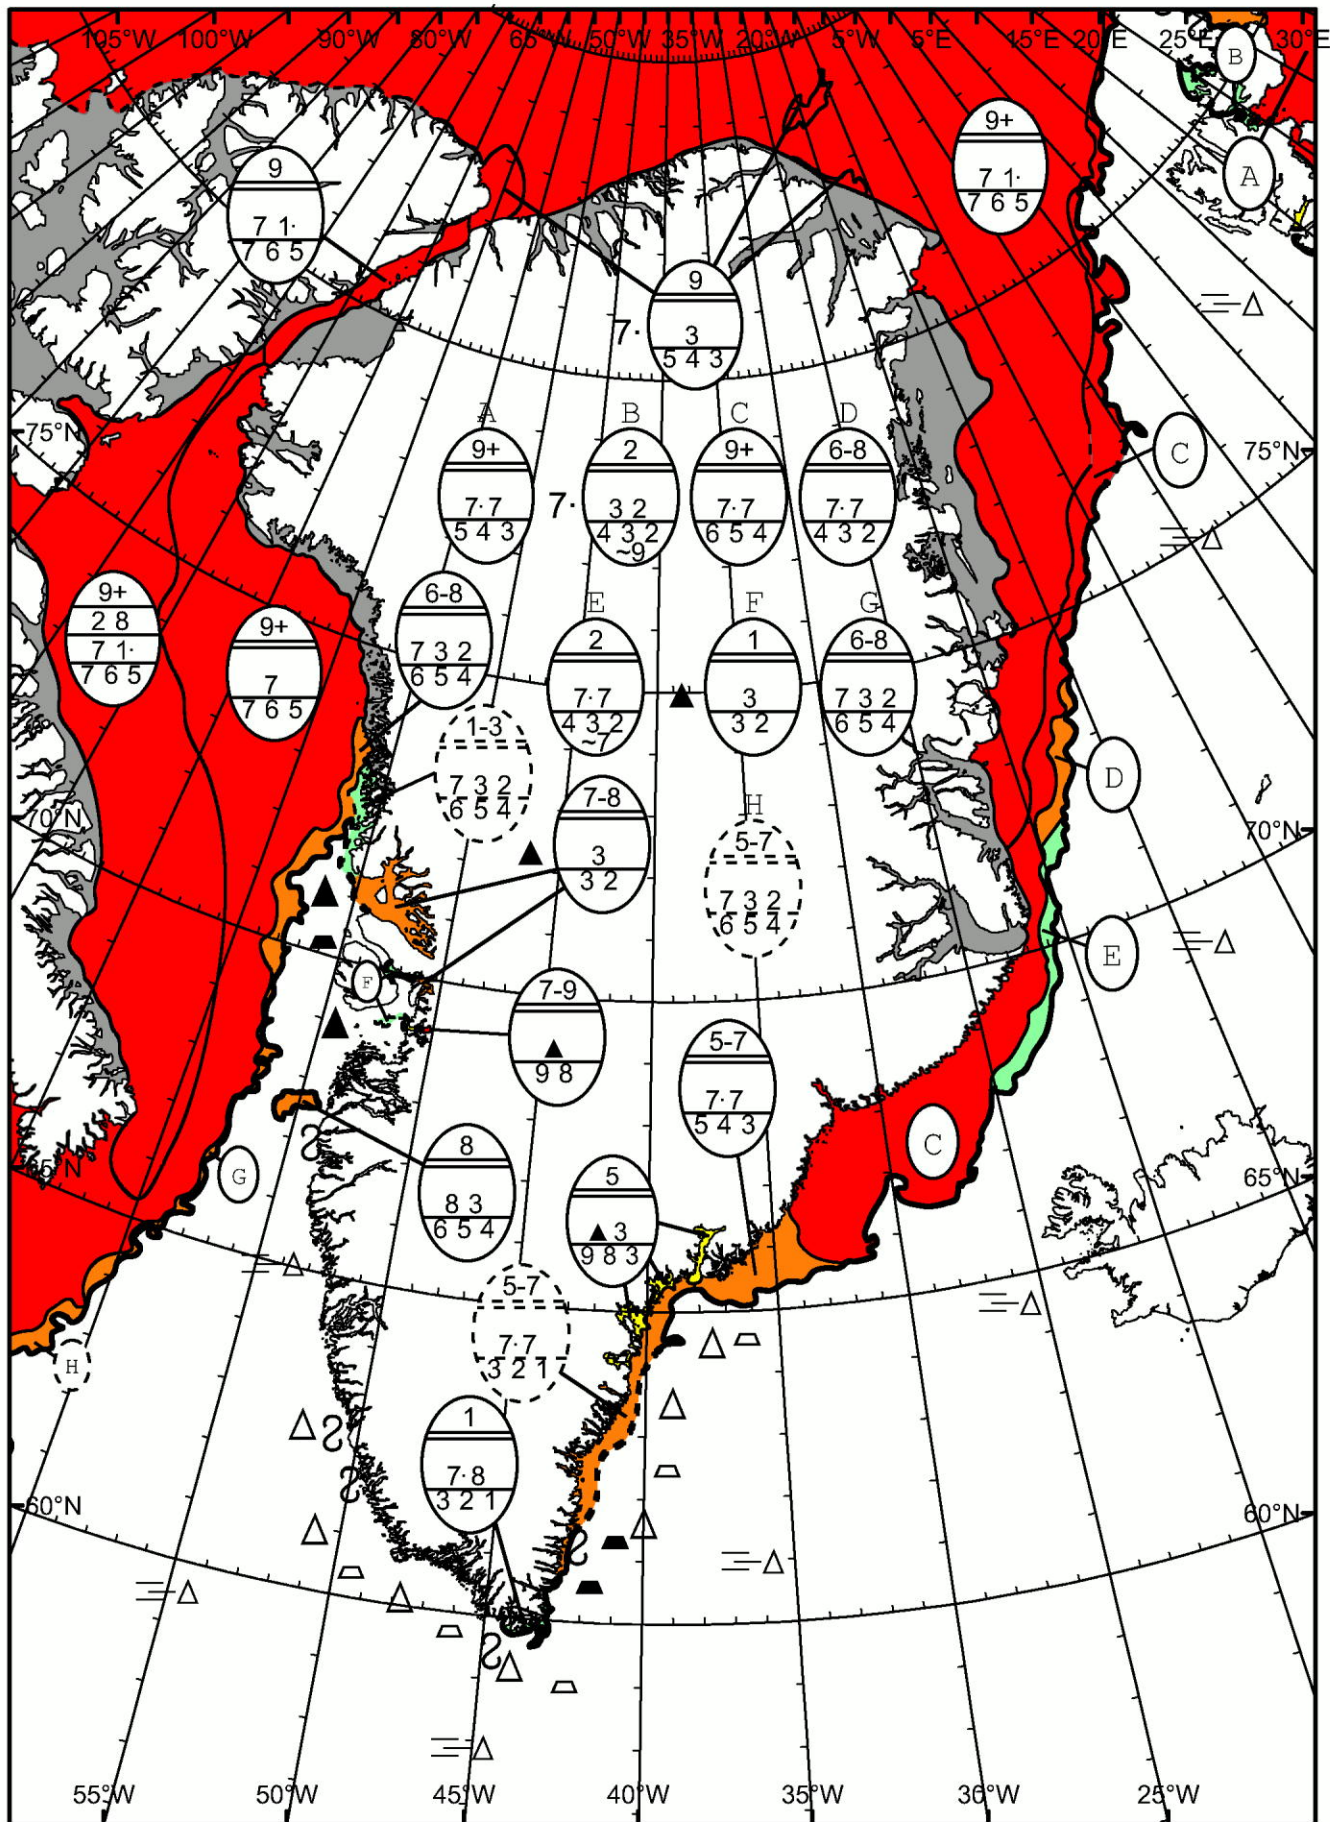 105°W 100°W 90°W 80°W 65°W 50°W 35°W 20°W 5°W 5°E 15°E 20°E 25°E 30°E
B
A
9+
7 1·
7 6 5
9
7 1·
7 6 5
9
7·
3
5 4 3
75°N
75°N
C
A B C D
9+ 2 9+ 6-8
7·7 7· 3 2 7·7 7·7
5 4 3 4 3 2 6 5 4 4 3 2
~9
9+
2 8
7 1·
7 6 5
9+
7
7 6 5
6-8
7 3 2
6 5 4
E F G
2 1 6-8
7·7 3 7 3 2
4 3 2 3 2 6 5 4
~7
1-3
7 3 2
6 5 4
D
7-8
3
3 2
H
5-7
7 3 2
6 5 4
70°N
70°N
E
F
7-9
9 8
5-7
7·7
5 4 3
C
G
65°N
65°N
8
8 3
6 5 4
5
3
9 8 3
5-7
7·7
3 2 1
H
1
7·8
3 2 1
60°N
60°N
55°W 50°W 45°W 40°W 35°W 30°W 25°W